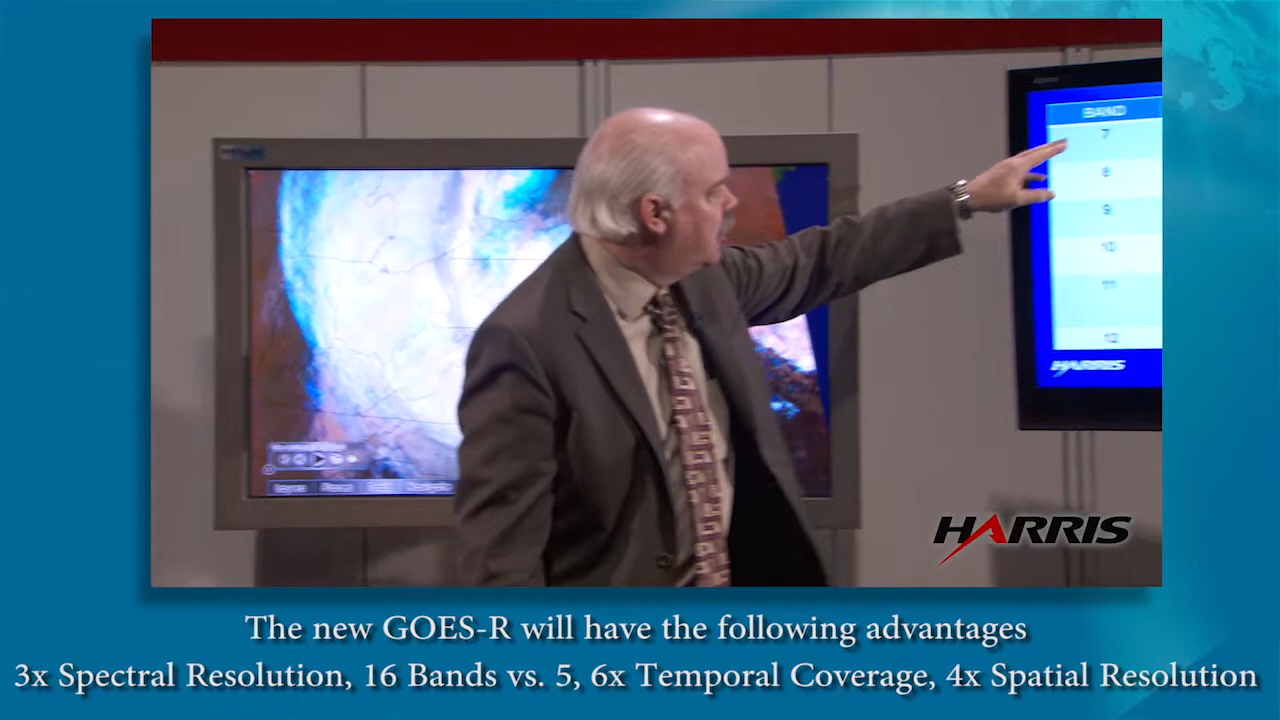 BAND
7
8
9
10
11
12
HARRIS
HARRIS
The new GOES-R will have the following advantages
3x Spectral Resolution, 16 Bands vs. 5, 6x Temporal Coverage, 4x Spatial Resolution